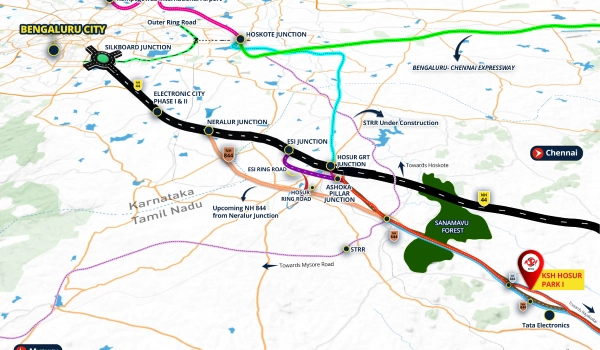 Outer Ring Road
BENGALURU CITY
HOSKOTE JUNCTION
SILKBOARD JUNCTION
BENGALURU- CHENNAI EXPRESSWAY
ELECTRONIC CITY
PHASE I & II
NERALUR JUNCTION
STRR Under Construction
ESI JUNCTION
Chennai
NH
844
HOSUR GRT
JUNCTION
Towards Hoskote
ESI RING ROAD
Karnataka
Tamil Nadu
HOSUR
RING ROAD
ASHOKA
PILLAR
JUNCTION
NH
44
Upcoming NH 844
from Neralur Junction
SANAMAVU
FOREST
STRR
Towards Mysore Road
KSH HOSUR
PARK I
Tata Electronics